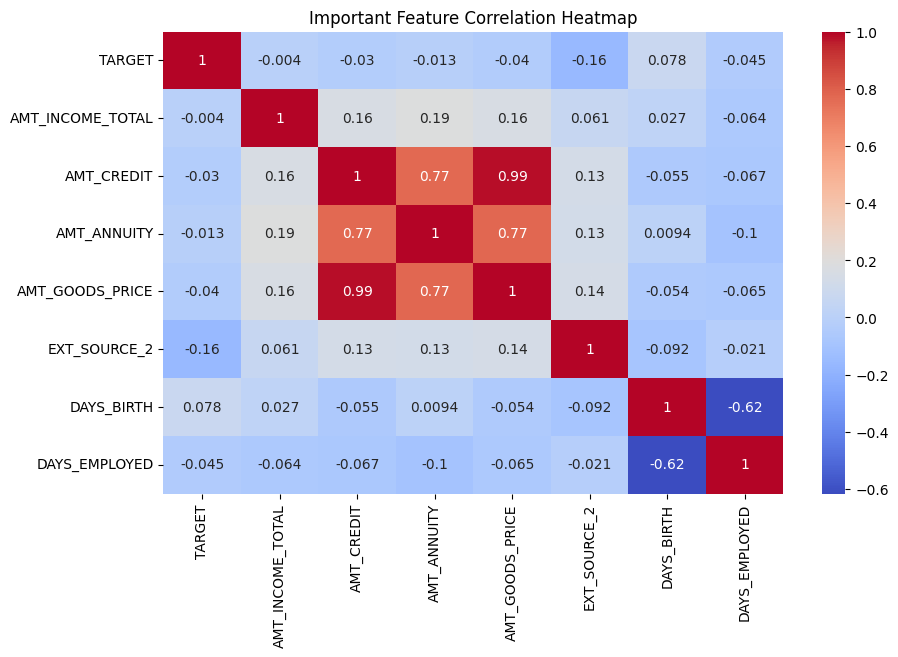 Important Feature Correlation Heatmap
TARGET 1 -0.004 -0.03 -0.013 -0.04 -0.16 0.078 -0.045
AMT_INCOME_TOTAL -0.004 1 0.16 0.19 0.16 0.061 0.027 -0.064
AMT_CREDIT -0.03 0.16 1 0.77 0.99 0.13 -0.055 -0.067
AMT_ANNUITY -0.013 0.19 0.77 1 0.77 0.13 0.0094 -0.1
AMT_GOODS_PRICE -0.04 0.16 0.99 0.77 1 0.14 -0.054 -0.065
EXT_SOURCE_2 -0.16 0.061 0.13 0.13 0.14 1 -0.092 -0.021
DAYS_BIRTH 0.078 0.027 -0.055 0.0094 -0.054 -0.092 1 -0.62
DAYS_EMPLOYED -0.045 -0.064 -0.067 -0.1 -0.065 -0.021 -0.62 1
TARGET
AMT_INCOME_TOTAL
AMT_CREDIT
AMT_ANNUITY
AMT_GOODS_PRICE
EXT_SOURCE_2
DAYS_BIRTH
DAYS_EMPLOYED
1.0
0.8
0.6
0.4
0.2
0.0
-0.2
-0.4
-0.6